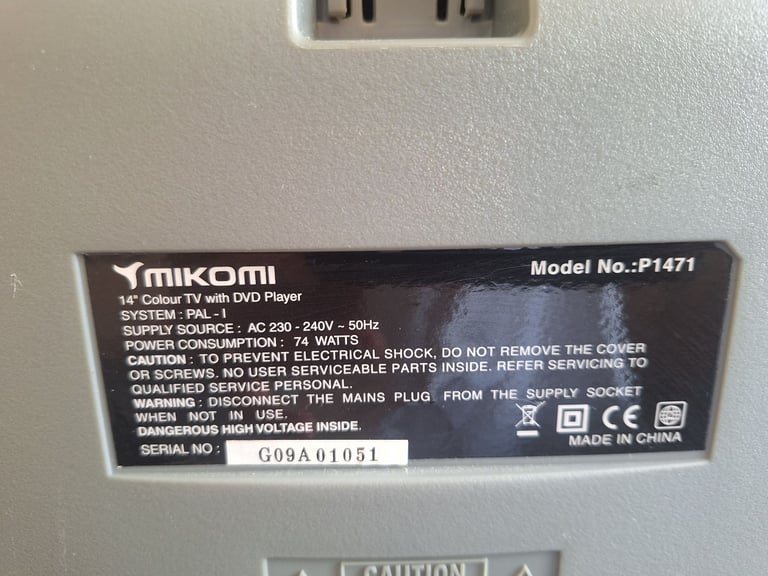 MIKOMI
Model No.:P1471
14" Colour TV with DVD Player
SYSTEM : PAL - I
SUPPLY SOURCE : AC 230 - 240V ~ 50Hz
POWER CONSUMPTION : 74 WATTS
CAUTION : TO PREVENT ELECTRICAL SHOCK, DO NOT REMOVE THE COVER
OR SCREWS. NO USER SERVICEABLE PARTS INSIDE. REFER SERVICING TO
QUALIFIED SERVICE PERSONAL.
WARNING : DISCONNECT THE MAINS PLUG FROM THE SUPPLY SOCKET
WHEN NOT IN USE.
DANGEROUS HIGH VOLTAGE INSIDE.
CE
MADE IN CHINA
SERIAL NO : G09A01051
CAUTION